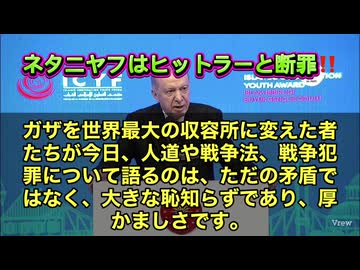 ネタニヤフはヒットラーと断罪‼
ICYF
YOUTH AWARD
ガザを世界最大の収容所に変えた者
たちが今日、人道や戦争法、戦争犯
罪について語るのは、ただの矛盾で
はなく、大きな恥知らずであり、厚
かましさです。
Vrew